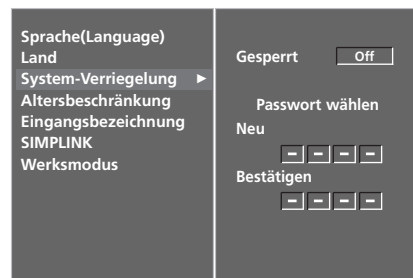 Sprache(Language)
Land
System-Verriegelung ►
Altersbeschränkung
Eingangsbezeichnung
SIMPLINK
Werksmodus
Gesperrt Off
Passwort wählen
Neu
– – – –
Bestätigen
– – – –